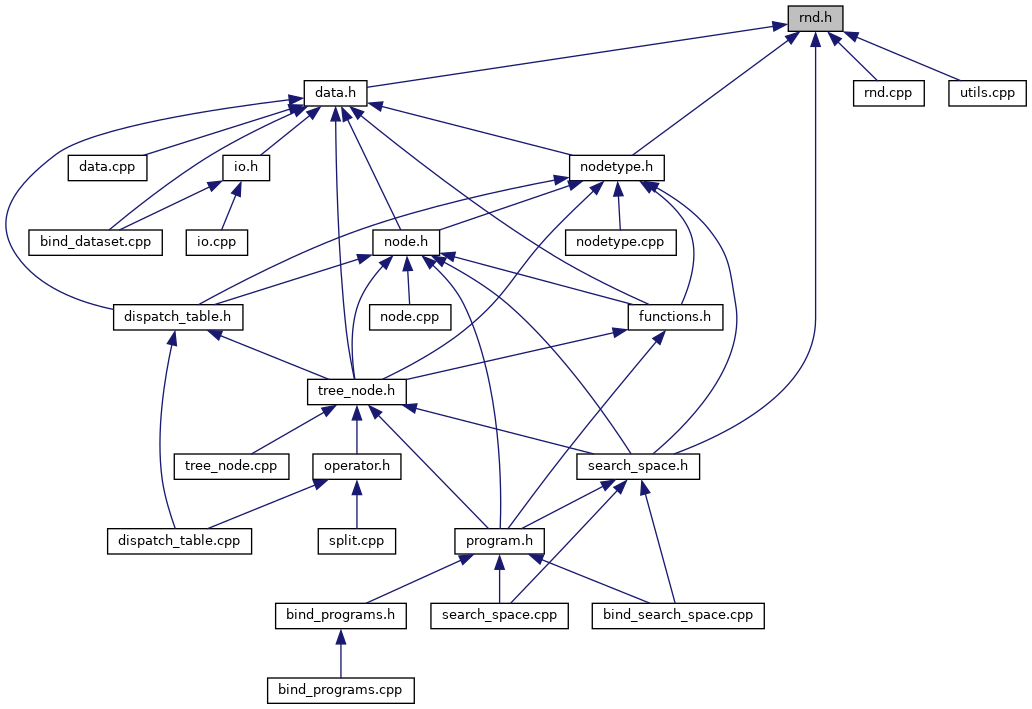 rnd.h
data.h
rnd.cpp
utils.cpp
data.cpp
io.h
nodetype.h
bind_dataset.cpp
io.cpp
node.h
nodetype.cpp
dispatch_table.h
node.cpp
functions.h
tree_node.h
tree_node.cpp
operator.h
search_space.h
dispatch_table.cpp
split.cpp
program.h
bind_programs.h
search_space.cpp
bind_search_space.cpp
bind_programs.cpp